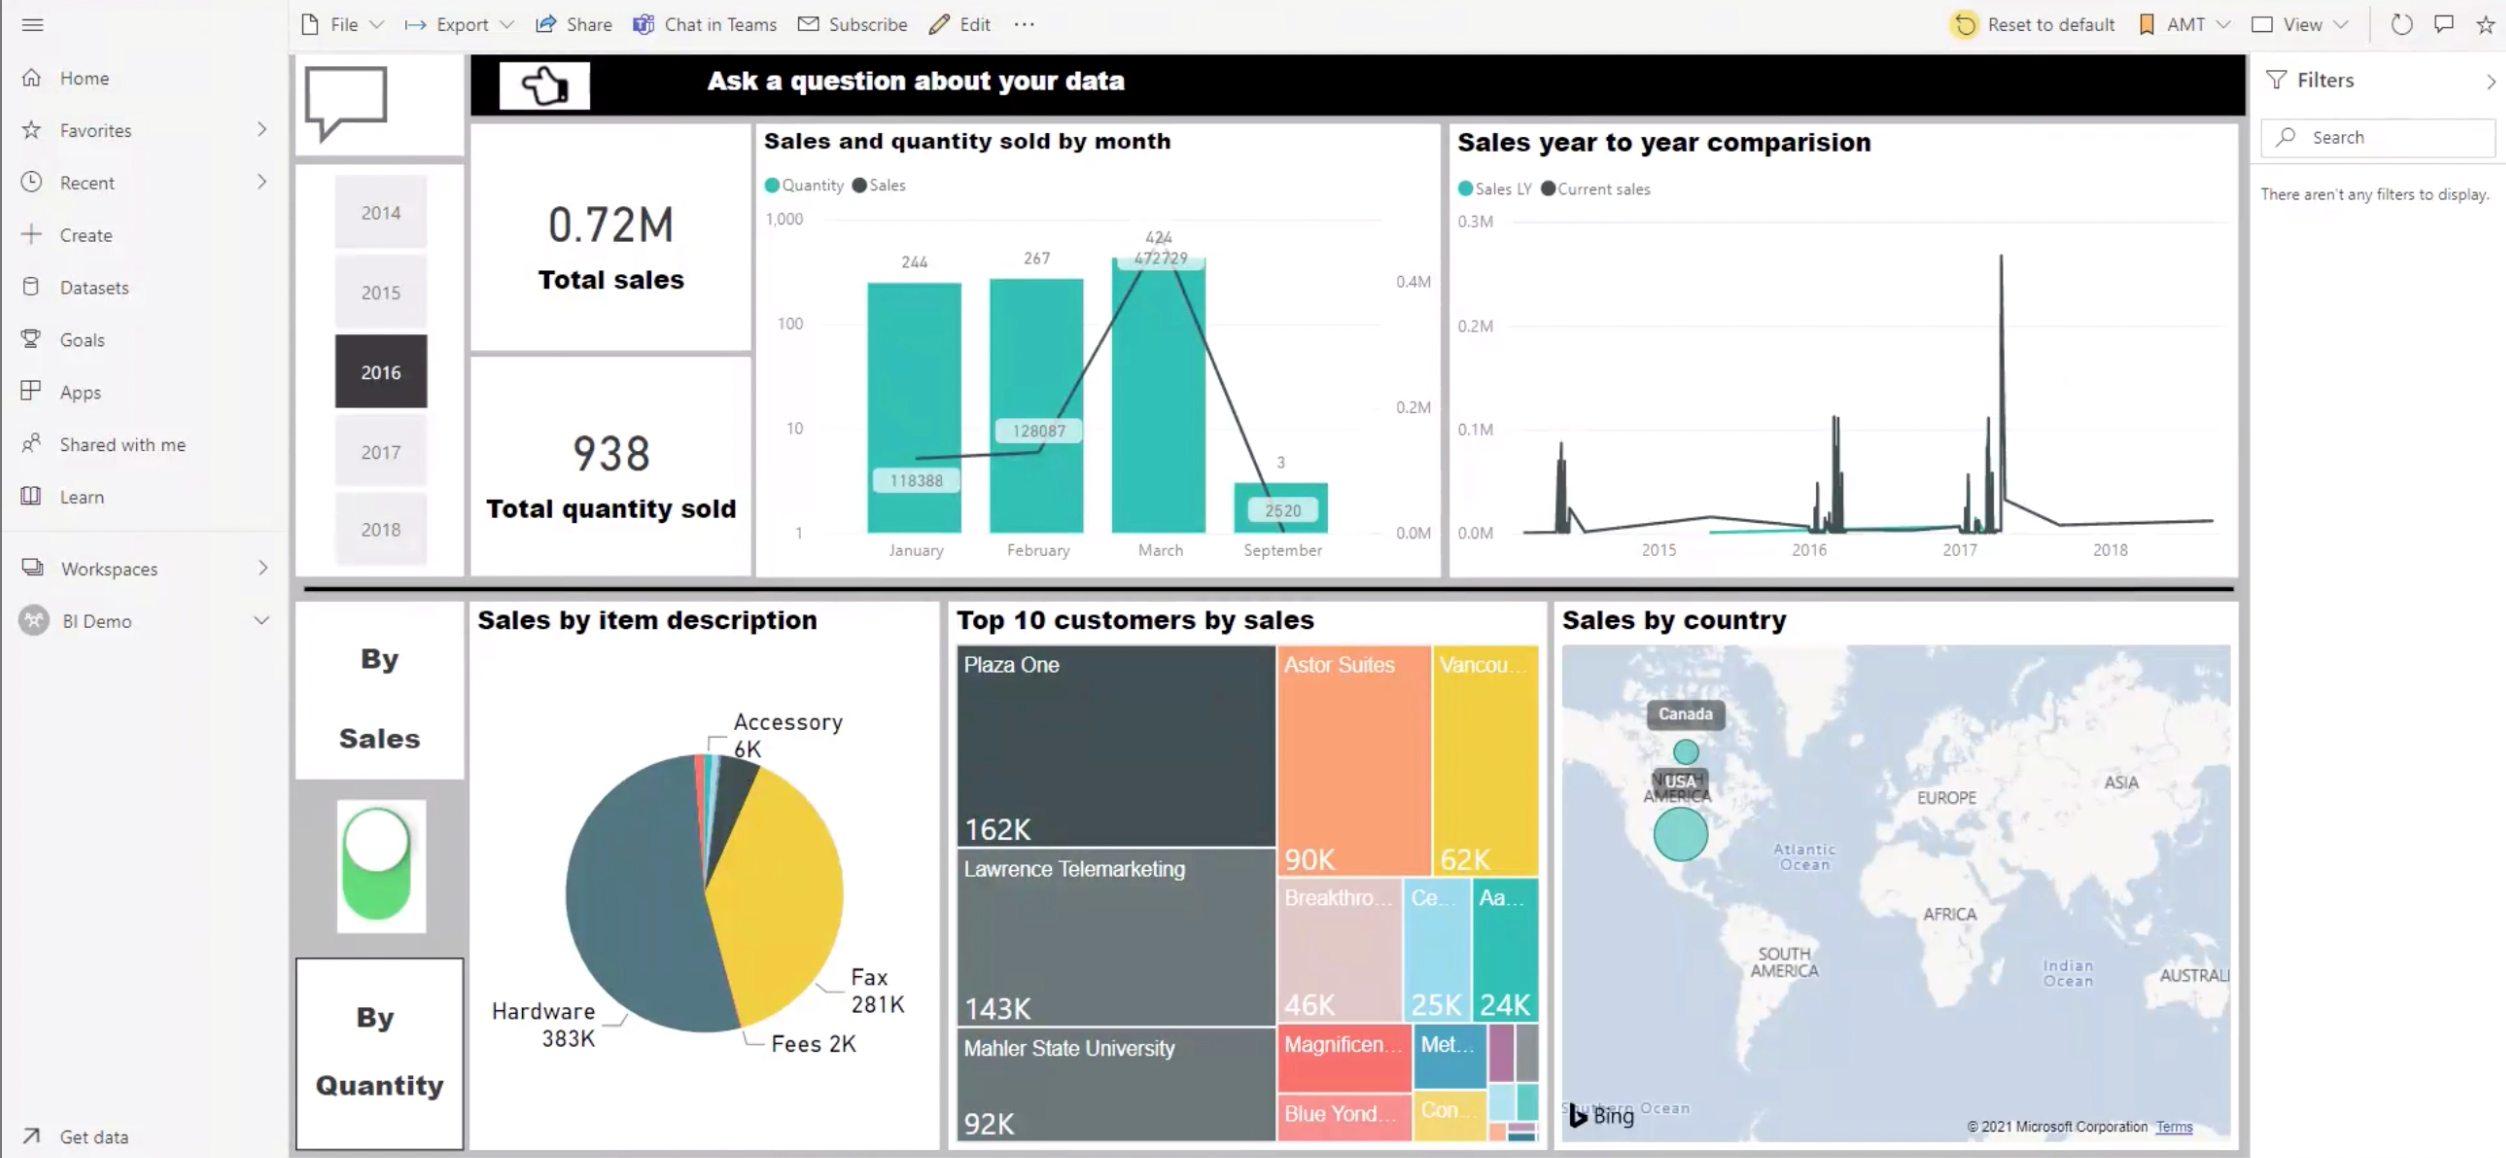 File
Export
Share
Chat in Teams
Subscribe
Edit
Reset to default
AMT
View
Home
Favorites
Recent
Create
Datasets
Goals
Apps
Shared with me
Learn
Workspaces
BI Demo
Get data
Ask a question about your data
2014
2015
2016
2017
2018
0.72M
Total sales
938
Total quantity sold
Sales and quantity sold by month
Quantity Sales
1,000
100
10
1
244
267
424
472729
128087
118388
3
2520
0.4M
0.2M
0.0M
January February March September
Sales year to year comparision
Sales LY Current sales
0.3M
0.2M
0.1M
0.0M
2015 2016 2017 2018
Filters
Search
There aren't any filters to display.
By
Sales
By
Quantity
Sales by item description
Accessory
6K
Fax
281K
Fees 2K
Hardware
383K
Top 10 customers by sales
Plaza One
162K
Lawrence Telemarketing
143K
Mahler State University
92K
Astor Suites
90K
Vancou...
62K
Breakthro...
46K
Ce...
25K
Aa...
24K
Magnificen...
Met...
Blue Yond...
Con...
Sales by country
Canada
USA
NORTH
AMERICA
EUROPE
ASIA
Atlantic
Ocean
AFRICA
SOUTH
AMERICA
Indian
Ocean
AUSTRALI
Southern Ocean
Bing
© 2021 Microsoft Corporation Terms